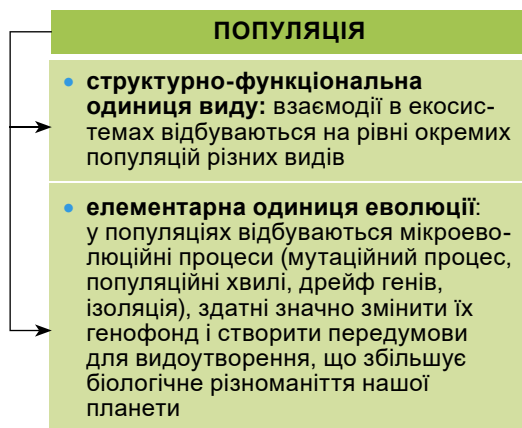 ПОПУЛЯЦІЯ
• структурно-функціональна
одиниця виду: взаємодії в екосис-
темах відбуваються на рівні окремих
популяцій різних видів
• елементарна одиниця еволюції:
у популяціях відбуваються мікроево-
люційні процеси (мутаційний процес,
популяційні хвилі, дрейф генів,
ізоляція), здатні значно змінити їх
генофонд і створити передумови
для видоутворення, що збільшує
біологічне різноманіття нашої
планети